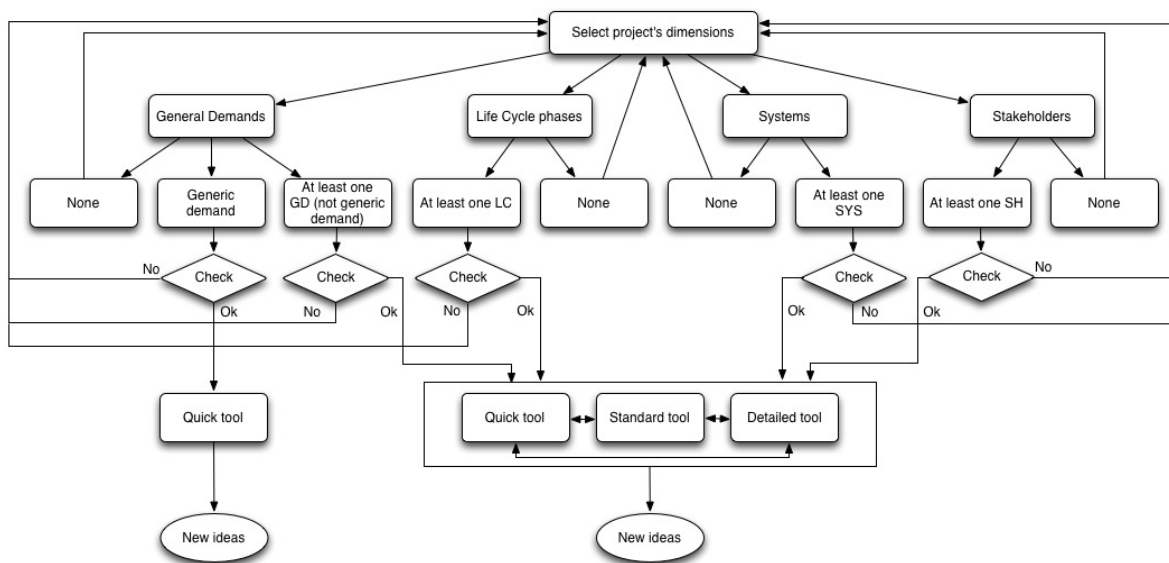 Select project's dimensions
General Demands
Life Cycle phases
Systems
Stakeholders
None
Generic
demand
At least one
GD (not generic
demand)
At least one LC
None
None
At least one
SYS
At least one SH
None
No
Check
Check
Check
Check
Check
No
Ok
No
Ok
No
Ok
Ok
No
Ok
Quick tool
Quick tool
Standard tool
Detailed tool
New ideas
New ideas